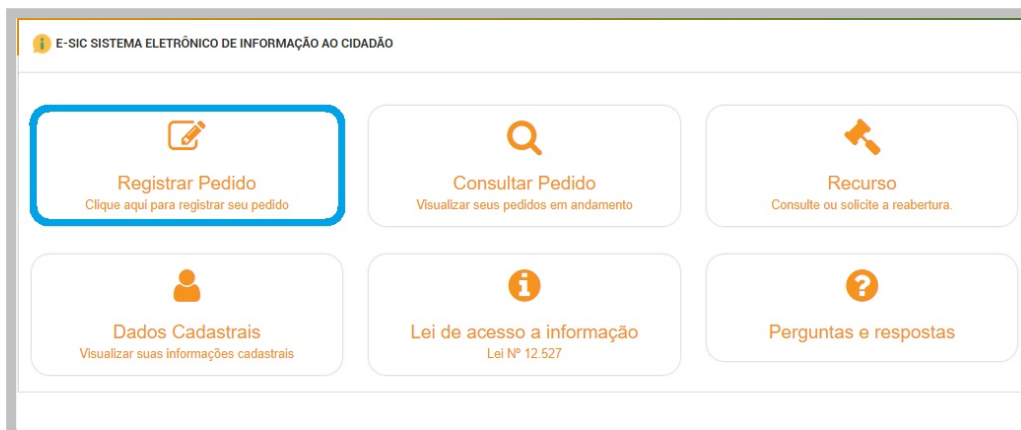 E-SIC SISTEMA ELETRÔNICO DE INFORMAÇÃO AO CIDADÃO
Registrar Pedido
Clique aqui para registrar seu pedido
Consultar Pedido
Visualizar seus pedidos em andamento
Recurso
Consulte ou solicite a reabertura.
Dados Cadastrais
Visualizar suas informações cadastrais
Lei de acesso a informação
Lei Nº 12.527
Perguntas e respostas